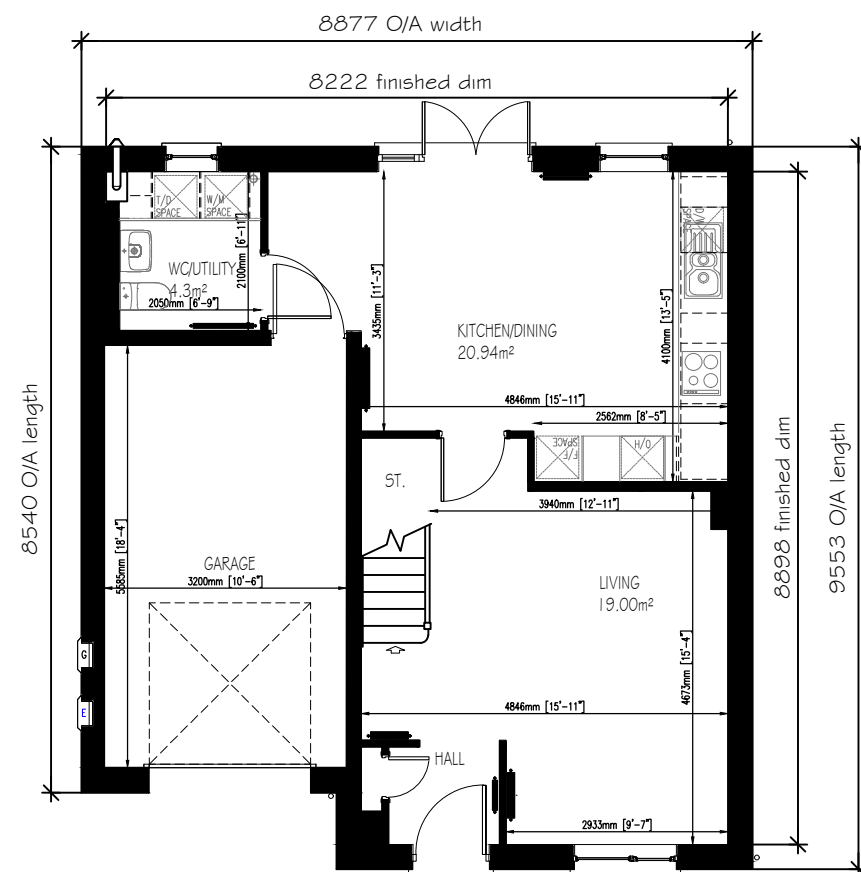 8877 O/A width
8222 finished dim
T/D
SPACE
W/M
SPACE
2100mm [6'-11"]
WC/UTILITY
4.3m²
2050mm [6'-9"]
3435mm [11'-3"]
KITCHEN/DINING
20.94m²
4100mm [13'-5"]
D/W
SPACE
4846mm [15'-11"]
2562mm [8'-5"]
F/F
SPACE
O/H
ST.
3940mm [12'-11"]
8540 O/A length
5585mm [18'-4"]
GARAGE
3200mm [10'-6"]
LIVING
19.00m²
8898 finished dim
9553 O/A length
G
E
4673mm [15'-4"]
4846mm [15'-11"]
HALL
2933mm [9'-7"]